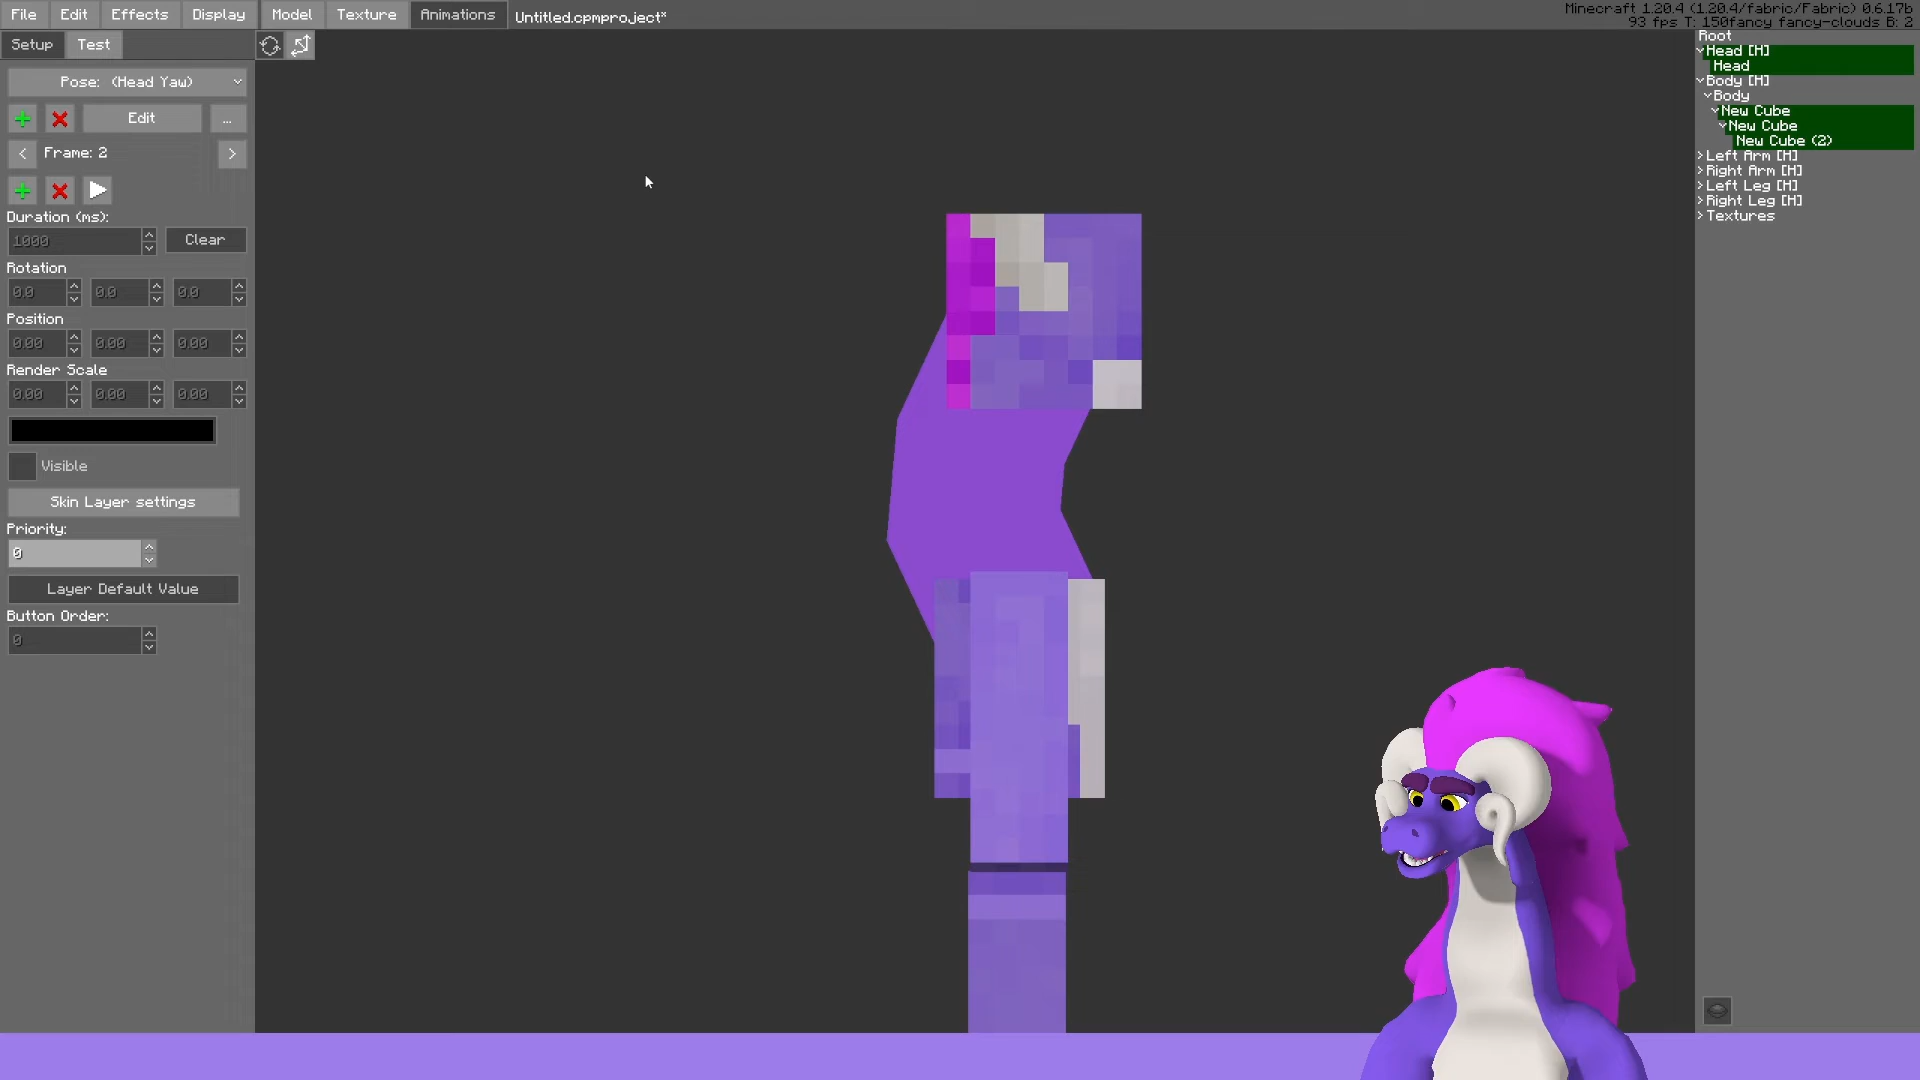 File Edit Effects Display Model Texture Animations Untitled.cpmproject*
Minecraft 1.20.4 (1.20.4/fabric/Fabric) 0.6.17b
93 fps T: 150fancy fancy-clouds B: 2
Setup Test
Pose: (Head Yaw)
Edit ...
Frame: 2
Duration (ms):
1000 Clear
Rotation
0.0 0.0 0.0
Position
0.00 0.00 0.00
Render Scale
0.00 0.00 0.00
Visible
Skin Layer settings
Priority:
0
Layer Default Value
Button Order:
0
Root
Head [H]
Head
Body [H]
Body
New Cube
New Cube
New Cube (2)
Left Arm [H]
Right Arm [H]
Left Leg [H]
Right Leg [H]
Textures